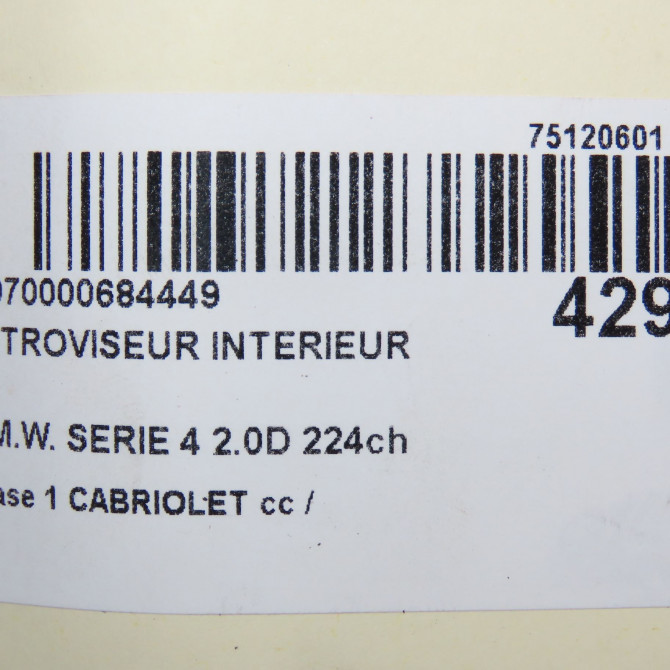 75120601
070000684449
429
TROVISEUR INTERIEUR
M.W. SERIE 4 2.0D 224ch
ase 1 CABRIOLET cc /